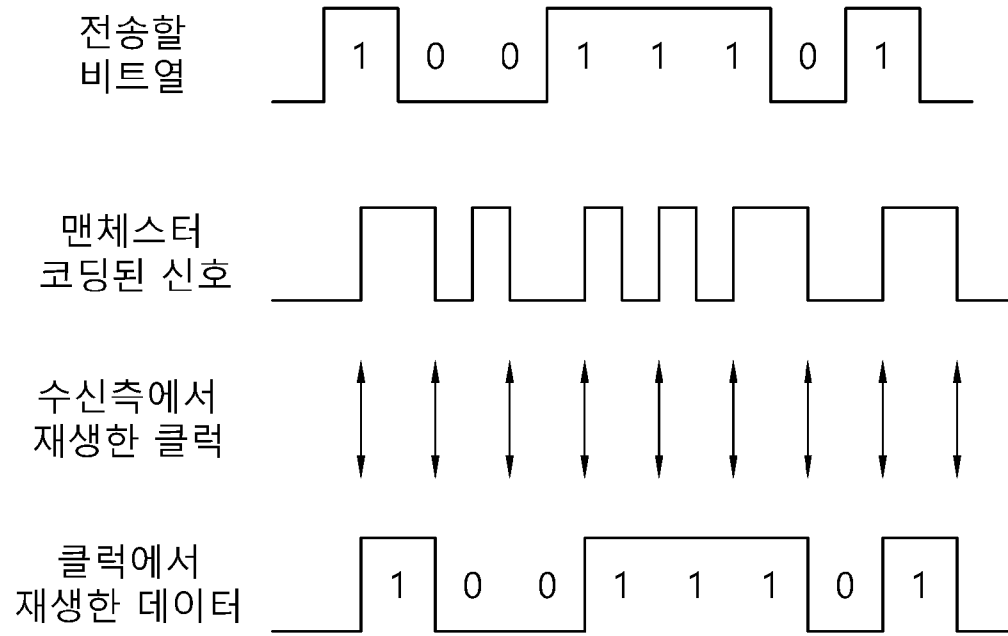 전송할
비트열
1 0 0 1 1 1 0 1
맨체스터
코딩된 신호
수신측에서
재생한 클럭
클럭에서
재생한 데이터
1 0 0 1 1 1 0 1